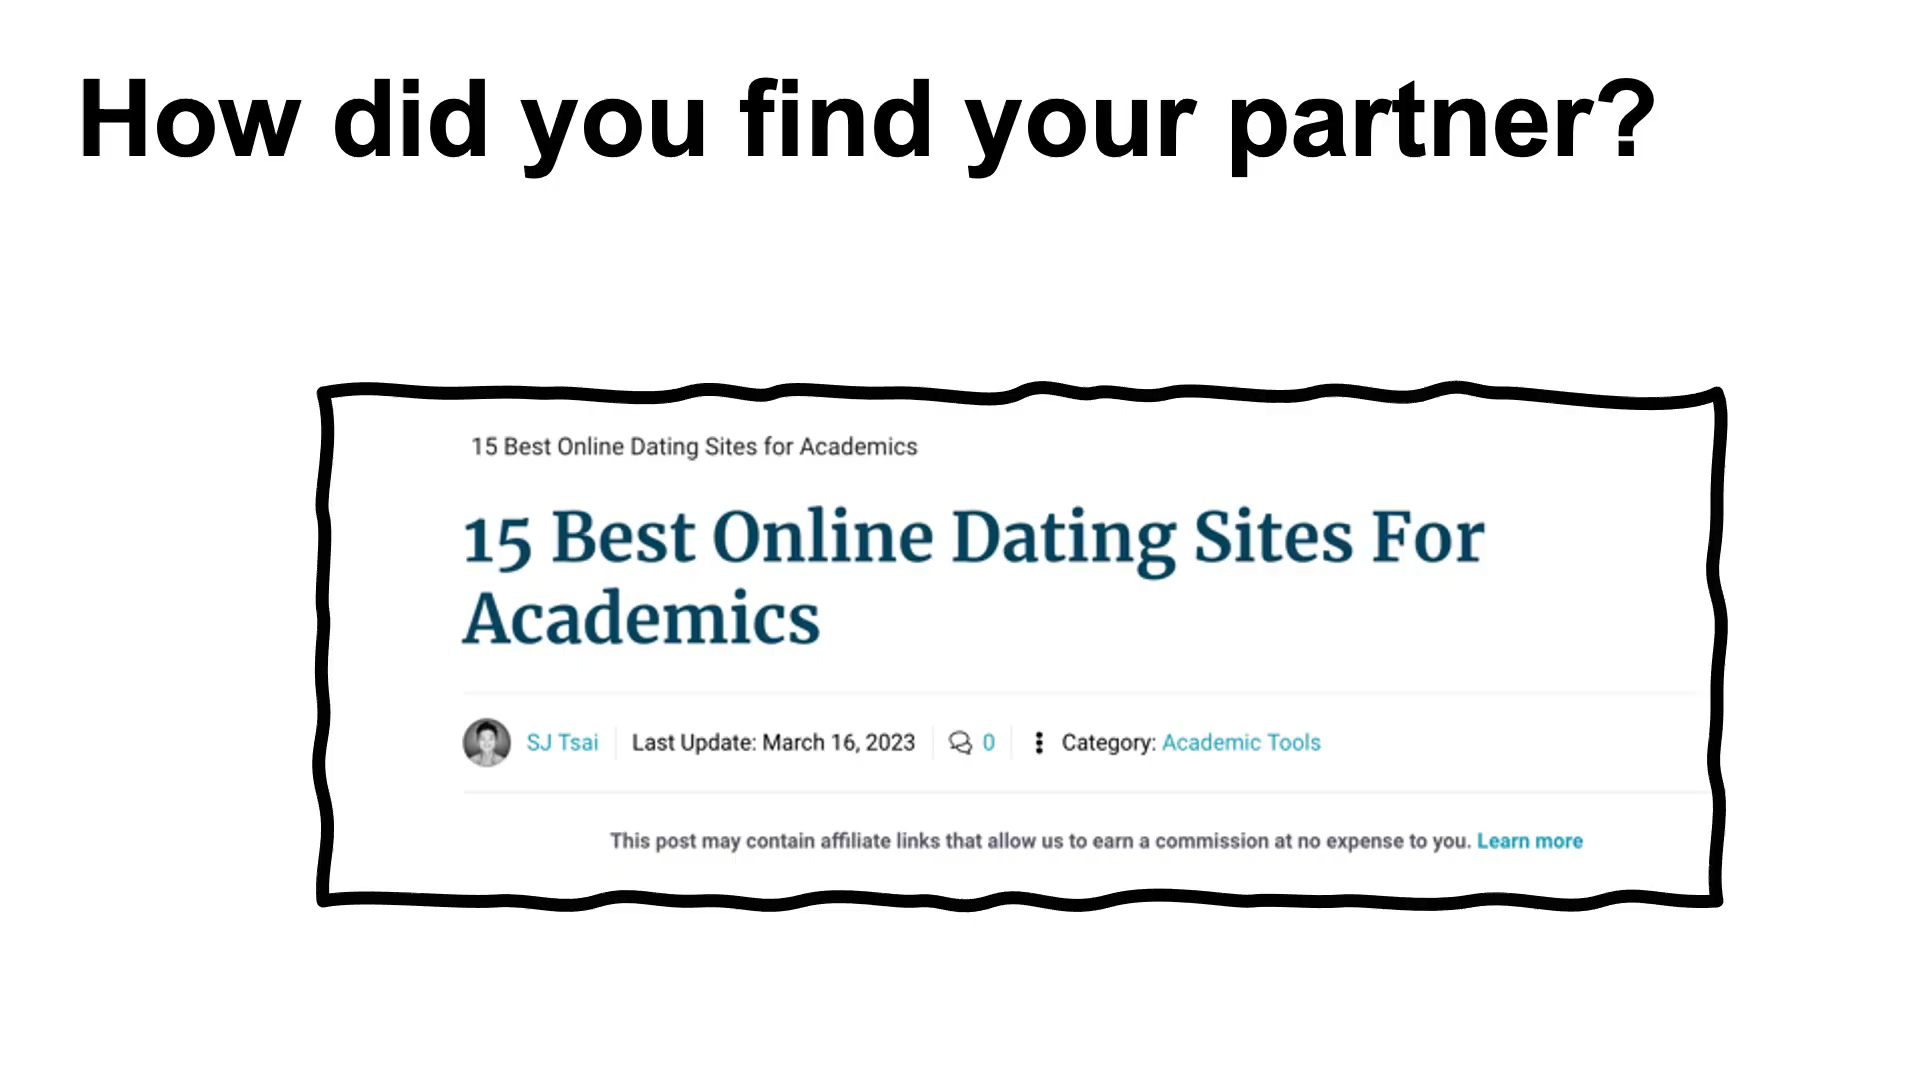 How did you find your partner?
15 Best Online Dating Sites for Academics
15 Best Online Dating Sites For
Academics
SJ Tsai Last Update: March 16, 2023 0 Category: Academic Tools
This post may contain affiliate links that allow us to earn a commission at no expense to you. Learn more